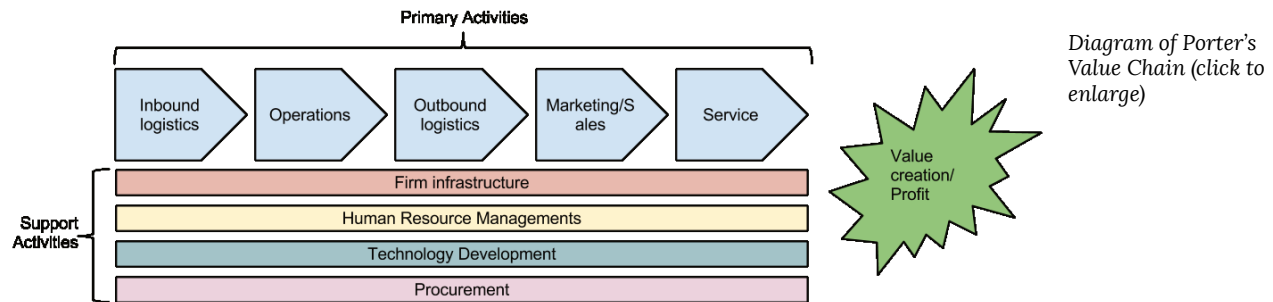 Primary Activities
Diagram of Porter's
Value Chain (click to
enlarge)
Inbound
logistics
Operations
Outbound
logistics
Marketing/S
ales
Service
Value
creation/
Profit
Support
Activities
Firm infrastructure
Human Resource Managements
Technology Development
Procurement